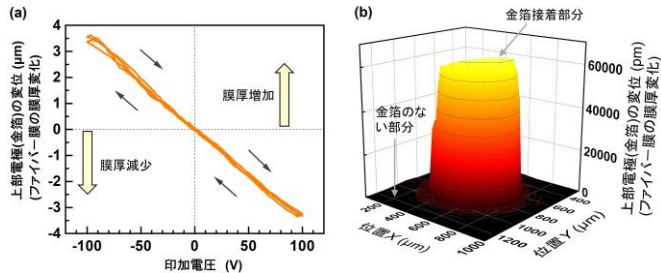 (a)
上部電極(金箔)の変位 (μm)
(ファイバー膜の膜厚変化)
4
3
2
1
0
-1
-2
-3
-4
膜厚増加
膜厚減少
-100
-50
0
50
100
印加電圧 (V)
(b)
金箔接着部分
金箔のな
い部分
60000
40000
20000
0
上部電極(金箔)の変位 (pm)
(ファイバー膜の膜厚変化)
200
400
600
800
1000
位置X (μm)
400
600
800
1000
1200
位置Y (μm)